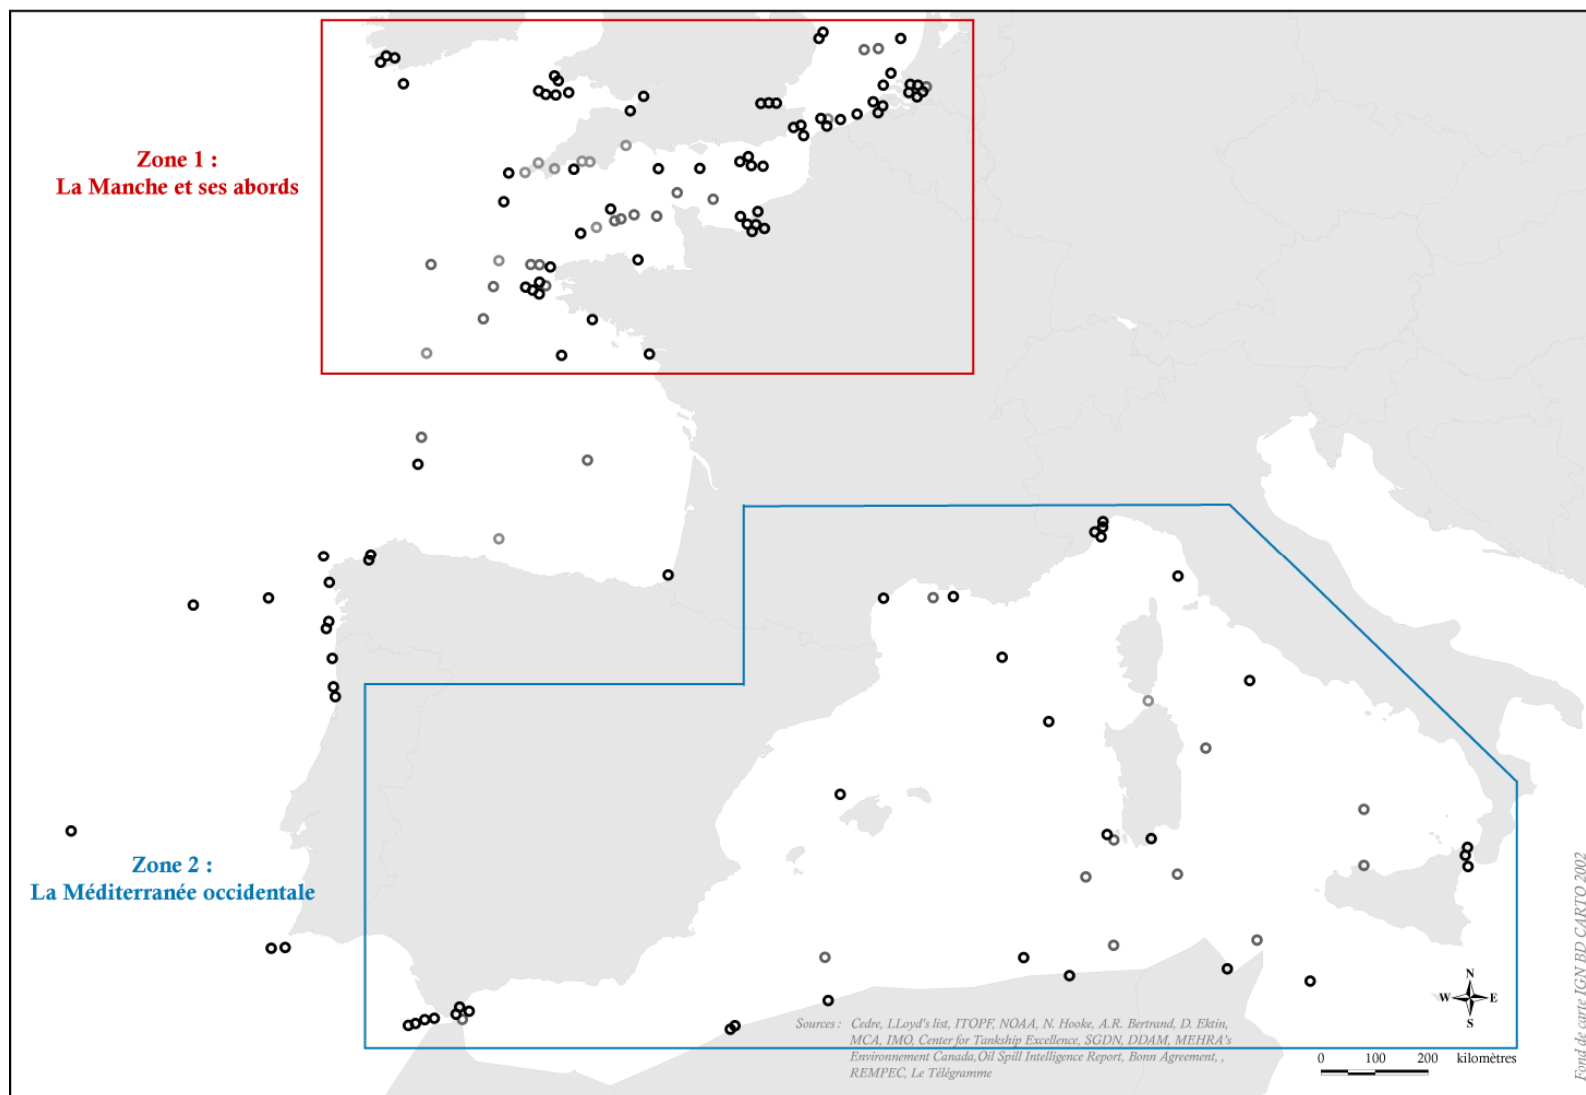 Zone 1 :
La Manche et ses abords
Zone 2 :
La Méditerranée occidentale
N
W E
S
Sources : Cedre, LLoyd's list, ITOPF, NOAA, N. Hooke, A.R. Bertrand, D. Ektin,
MCA, IMO, Center for Tankship Excellence, SGDN, DDAM, MEHRA's
Environnement Canada,Oil Spill Intelligence Report, Bonn Agreement, ,
REMPEC, Le Télégramme
0 100 200 kilomètres
Fond de carte IGN BD CARTO 2002